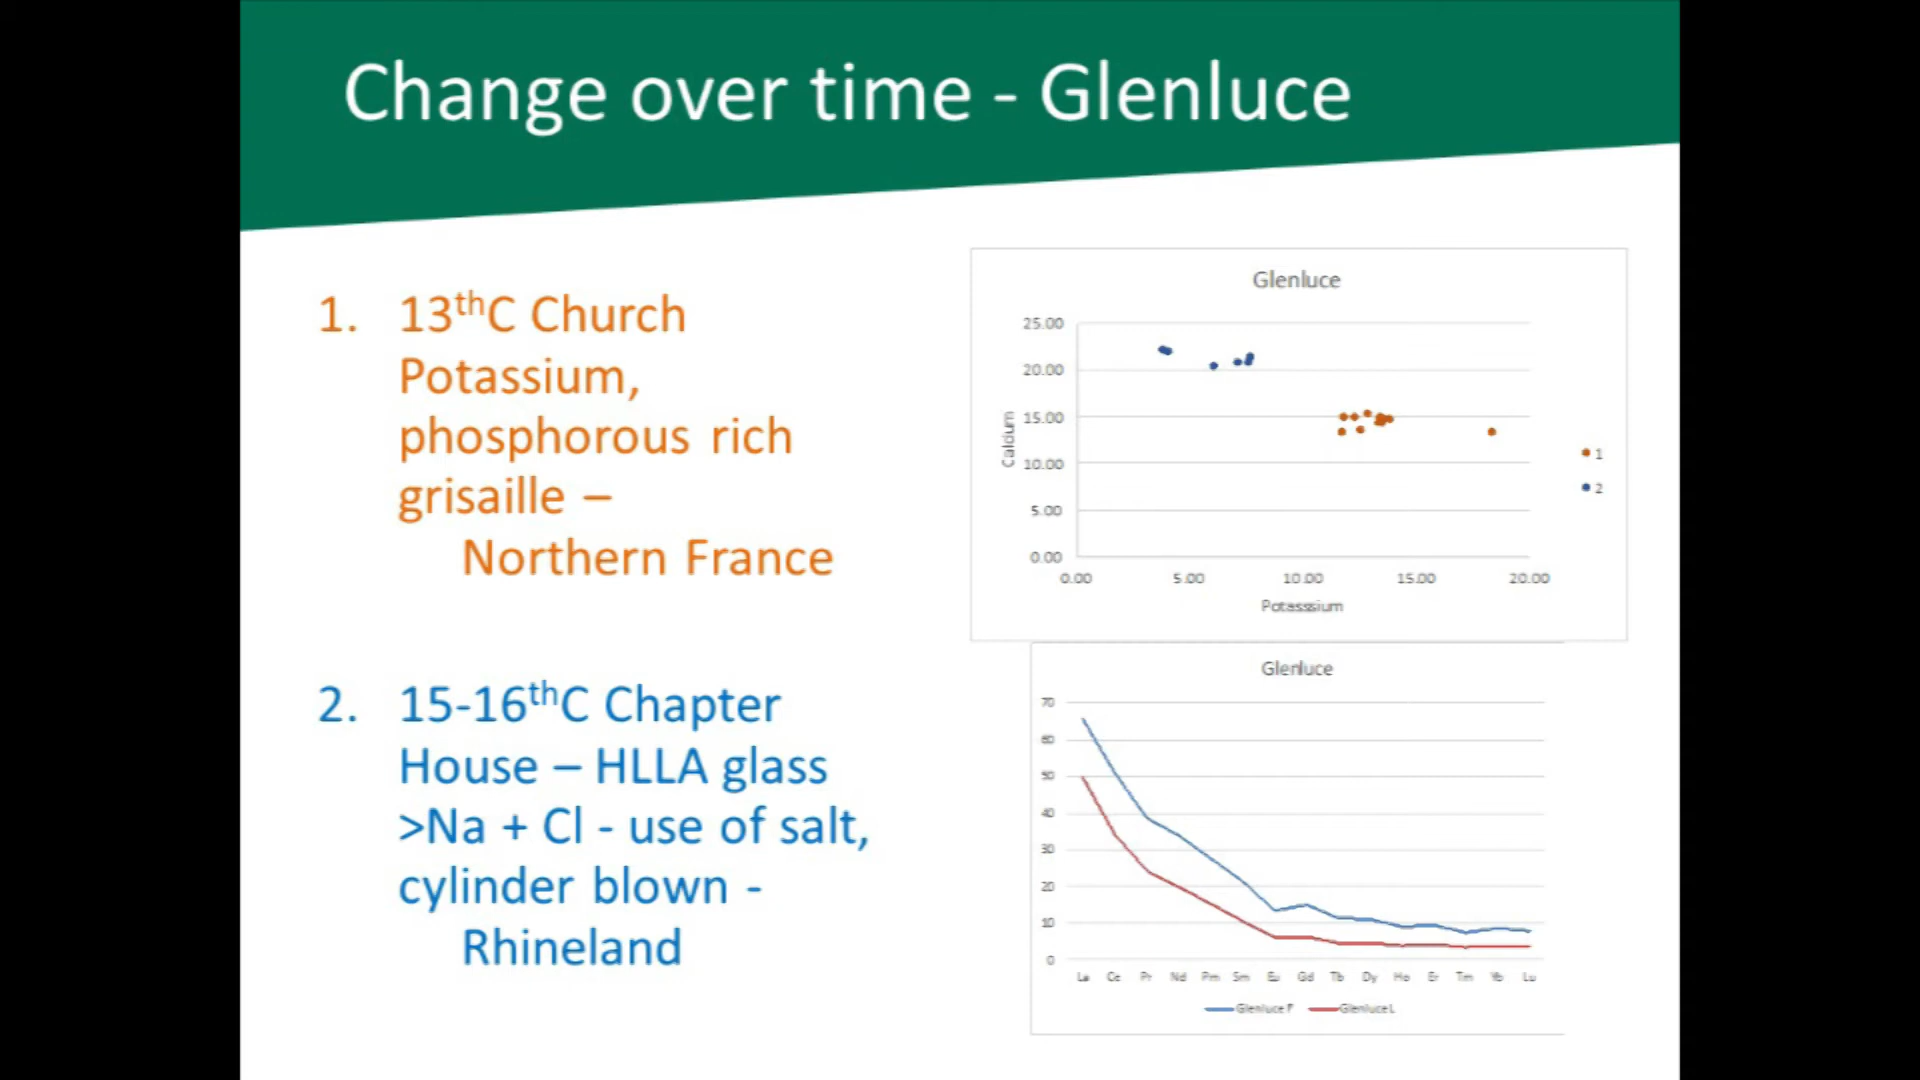 Change over time - Glenluce
1. 13thC Church
Potassium,
phosphorous rich
grisaille –
Northern France
2. 15-16thC Chapter
House – HLLA glass
>Na + Cl - use of salt,
cylinder blown -
Rhineland
Glenluce
25.00
20.00
15.00
10.00
5.00
0.00
Calcium
0.00 5.00 10.00 15.00 20.00
Potasssium
1
2
Glenluce
70
60
50
40
30
20
10
0
La Ce Pr Nd Pm Sm Eu Gd Tb Dy Ho Er Tm Yb Lu
Glenluce P Glenluce L